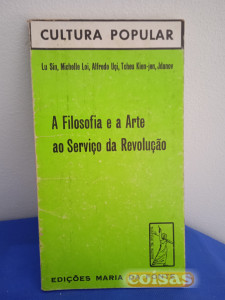 CULTURA POPULAR
Lu Sin, Michelle Loi, Alfredo Uçi, Tcheu Kien-jen, Jdanov
A Filosofia e a Arte
ao Serviço da Revolução
EDIÇÕES MARIA
coisas